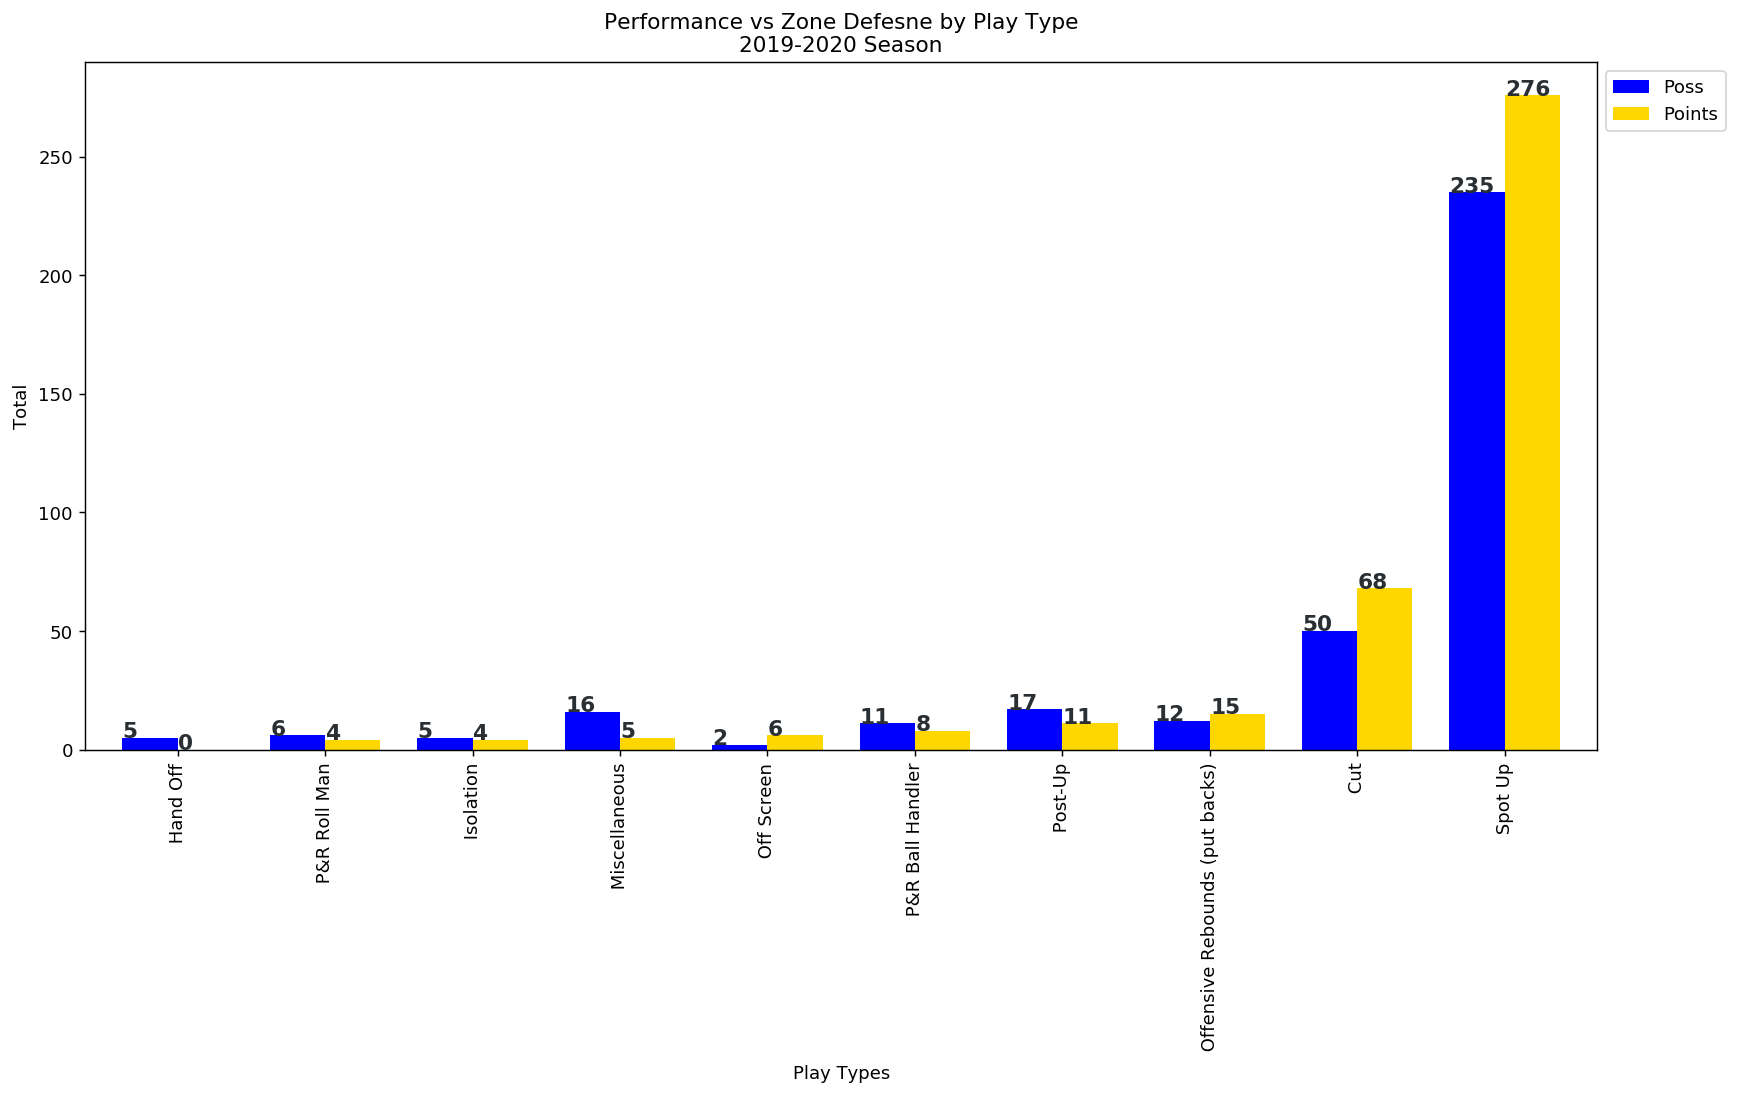 Performance vs Zone Defesne by Play Type
2019-2020 Season
Poss
Points
Total
250
200
150
100
50
0
5
0
6
4
5
4
16
5
2
6
11
8
17
11
12
15
50
68
235
276
Hand Off
P&R Roll Man
Isolation
Miscellaneous
Off Screen
P&R Ball Handler
Post-Up
Offensive Rebounds (put backs)
Cut
Spot Up
Play Types